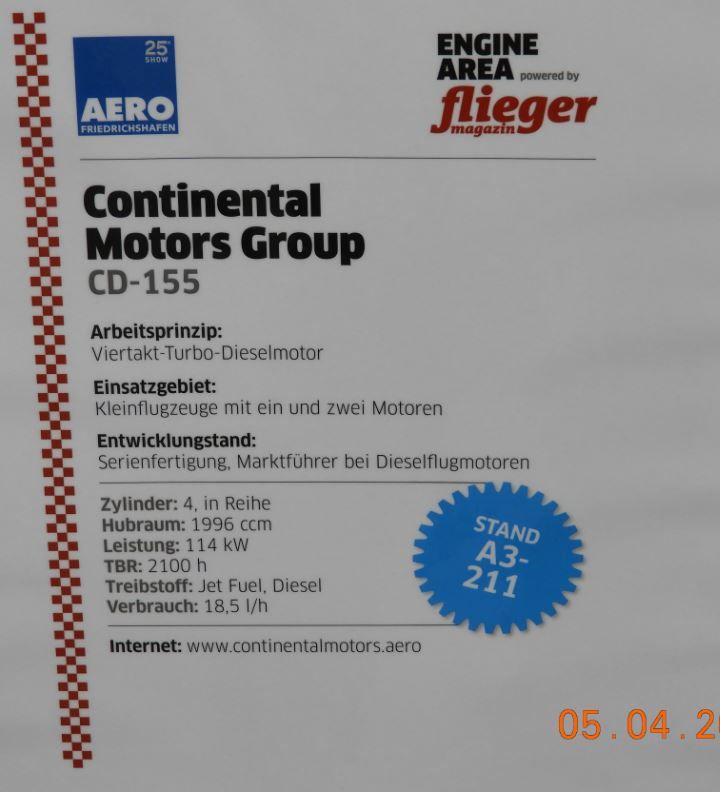 25th SHOW
AERO
FRIEDRICHSHAFEN
ENGINE
AREA powered by
flieger
magazin
Continental
Motors Group
CD-155
Arbeitsprinzip:
Viertakt-Turbo-Dieselmotor
Einsatzgebiet:
Kleinflugzeuge mit ein und zwei Motoren
Entwicklungstand:
Serienfertigung, Marktführer bei Dieselflugmotoren
Zylinder: 4, in Reihe
Hubraum: 1996 ccm
Leistung: 114 kW
TBR: 2100 h
Treibstoff: Jet Fuel, Diesel
Verbrauch: 18,5 l/h
STAND
A3-
211
Internet: www.continentalmotors.aero
05.04.20